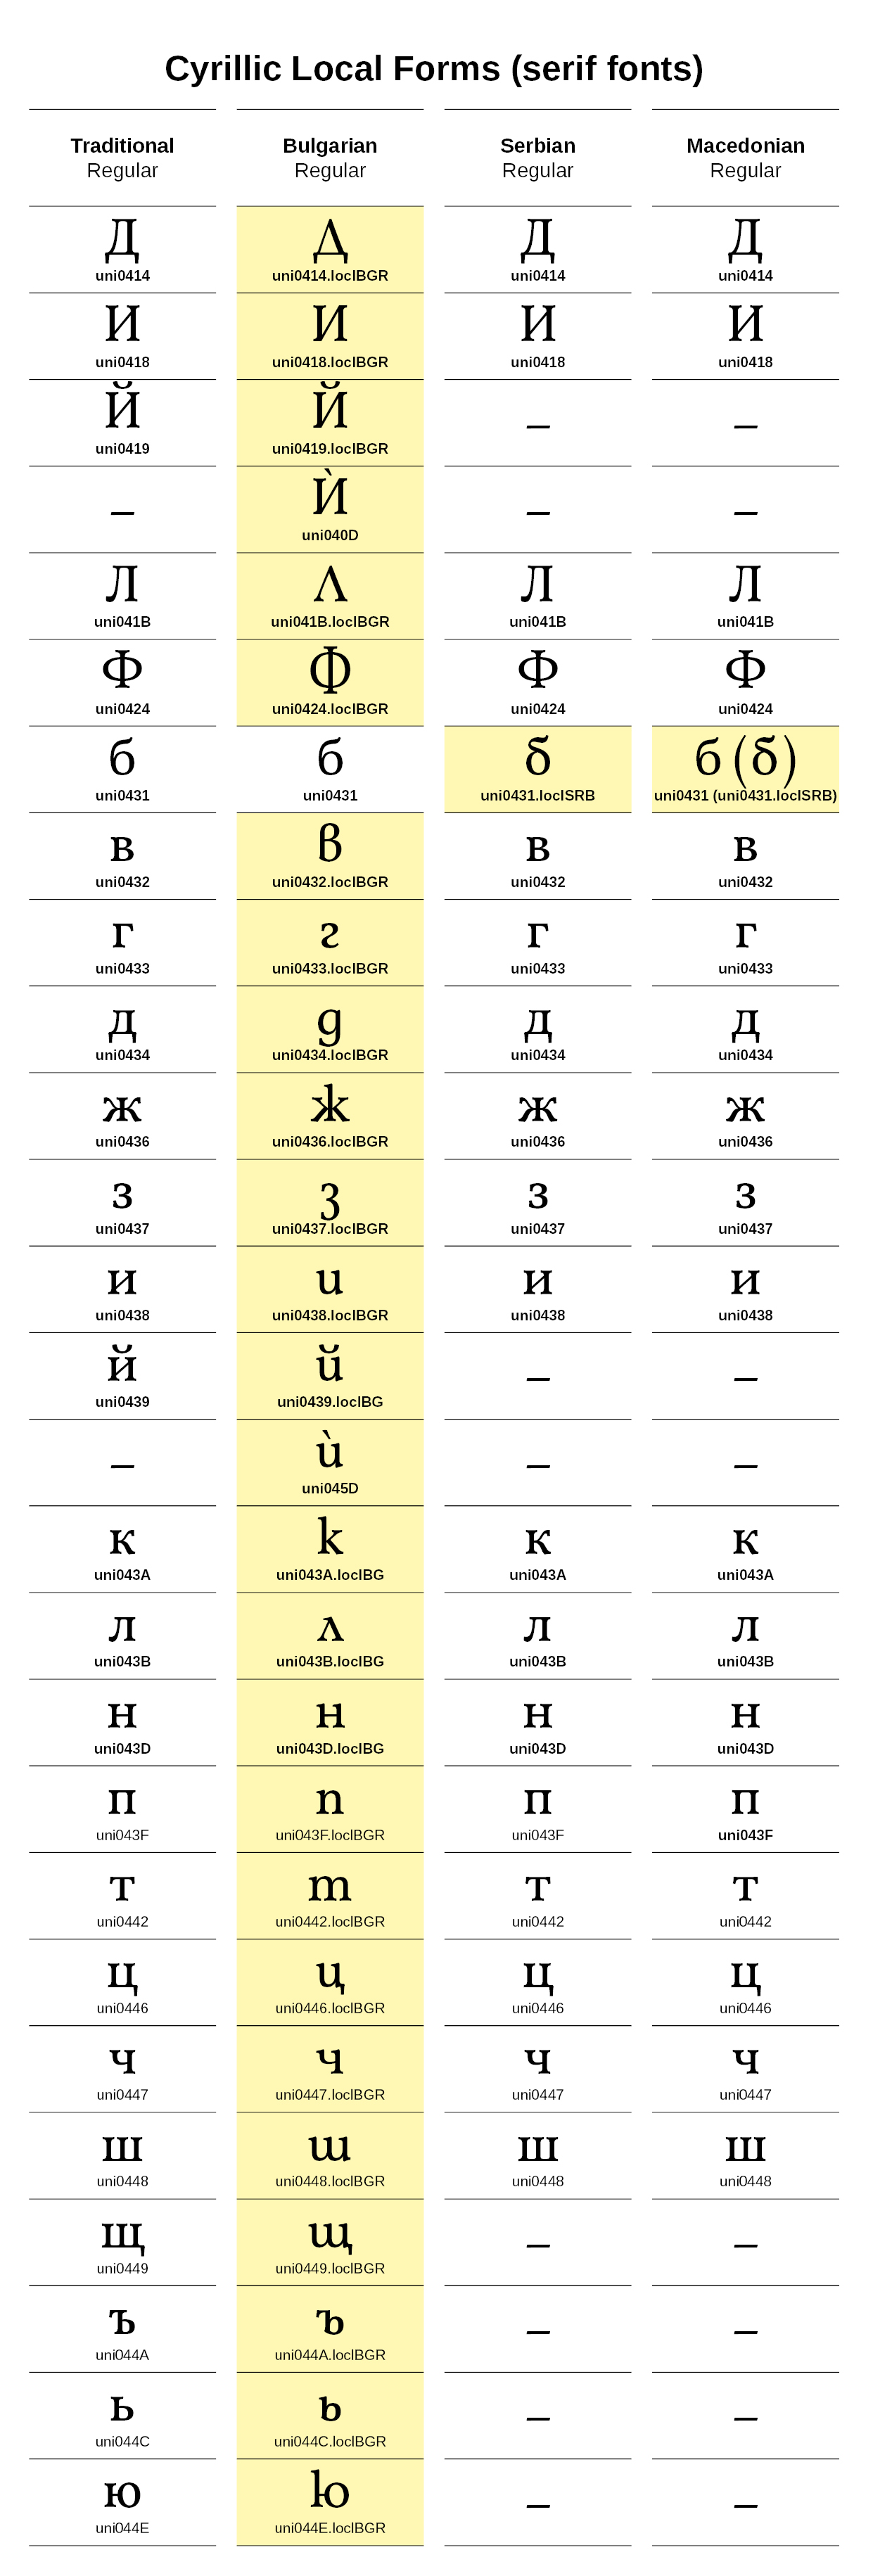 Cyrillic Local Forms (serif fonts)
Traditional Bulgarian Serbian Macedonian
Regular Regular Regular Regular
Д Д Д Д
uni0414 uni0414.loclBGR uni0414 uni0414
И И И И
uni0418 uni0418.loclBGR uni0418 uni0418
Й Й – –
uni0419 uni0419.loclBGR
– Ѝ – –
uni040D
Л Л Л Л
uni041B uni041B.loclBGR uni041B uni041B
Ф Ф Ф Ф
uni0424 uni0424.loclBGR uni0424 uni0424
б б б б (б)
uni0431 uni0431 uni0431.loclSRB uni0431 (uni0431.loclSRB)
в в в в
uni0432 uni0432.loclBGR uni0432 uni0432
г г г г
uni0433 uni0433.loclBGR uni0433 uni0433
д д д д
uni0434 uni0434.loclBGR uni0434 uni0434
ж ж ж ж
uni0436 uni0436.loclBGR uni0436 uni0436
з з з з
uni0437 uni0437.loclBGR uni0437 uni0437
и и и и
uni0438 uni0438.loclBGR uni0438 uni0438
й й – –
uni0439 uni0439.loclBG
– ѝ – –
uni045D
к к к к
uni043A uni043A.loclBG uni043A uni043A
л л л л
uni043B uni043B.loclBG uni043B uni043B
н н н н
uni043D uni043D.loclBG uni043D uni043D
п п п п
uni043F uni043F.loclBGR uni043F uni043F
т т т т
uni0442 uni0442.loclBGR uni0442 uni0442
ц ц ц ц
uni0446 uni0446.loclBGR uni0446 uni0446
ч ч ч ч
uni0447 uni0447.loclBGR uni0447 uni0447
ш ш ш ш
uni0448 uni0448.loclBGR uni0448 uni0448
щ щ – –
uni0449 uni0449.loclBGR
ъ ъ – –
uni044A uni044A.loclBGR
ь ь – –
uni044C uni044C.loclBGR
ю ю – –
uni044E uni044E.loclBGR